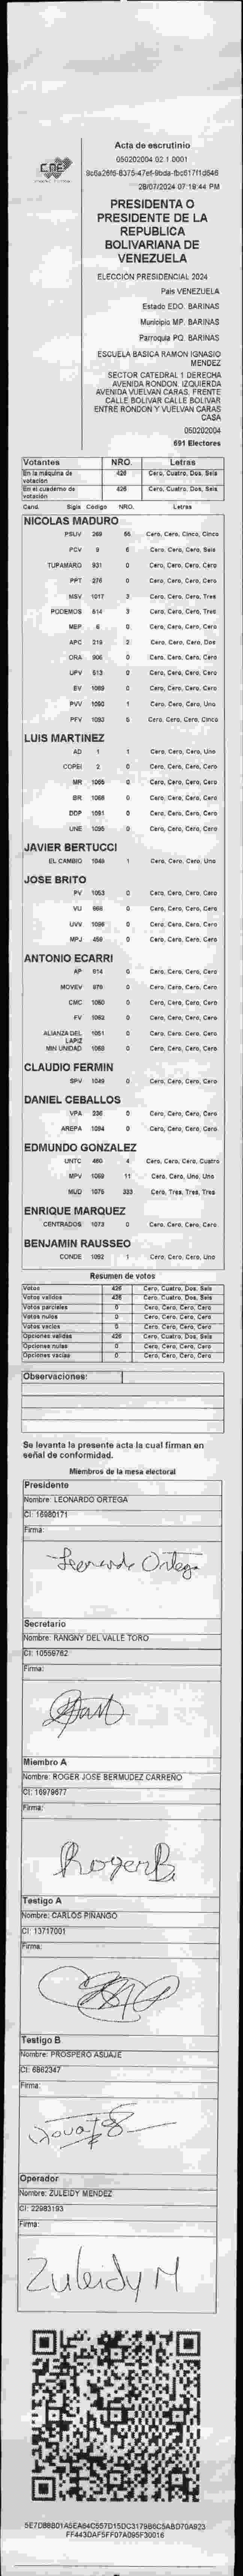 Acta de escrutinio
050202004.02.1.0001
28/07/2024 07:19:44 PM
CNE
PRESIDENTA O
PRESIDENTE DE LA
REPUBLICA
BOLIVARIANA DE
VENEZUELA
ELECCIÓN PRESIDENCIAL 2024
País VENEZUELA
Estado EDO. BARINAS
Municipio MP. BARINAS
Parroquia PQ. BARINAS
ESCUELA BASICA RAMON IGNASIO
MENDEZ
SECTOR CATEDRAL 1 DERECHA
AVENIDA RONDON. IZQUIERDA
AVENIDA VUELVAN CARAS. FRENTE
CALLE BOLIVAR CALLE BOLIVAR
ENTRE RONDON Y VUELVAN CARAS
CASA
050202004
691 Electores
Votantes NRO. Letras
En la máquina de votación 426 Cero, Cuatro, Dos, Seis
En el cuaderno de votación 426 Cero, Cuatro, Dos, Seis
Cand. Sigla Código NRO. Letras
NICOLAS MADURO
PSUV 269 55 Cero, Cero, Cinco, Cinco
PCV 9 6 Cero, Cero, Cero, Seis
TUPAMARO 931 0 Cero, Cero, Cero, Cero
PPT 276 0 Cero, Cero, Cero, Cero
MSV 1017 3 Cero, Cero, Cero, Tres
PODEMOS 614 3 Cero, Cero, Cero, Tres
MEP 6 0 Cero, Cero, Cero, Cero
APC 219 2 Cero, Cero, Cero, Dos
ORA 906 0 Cero, Cero, Cero, Cero
UPV 513 0 Cero, Cero, Cero, Cero
EV 1089 0 Cero, Cero, Cero, Cero
PVV 1090 1 Cero, Cero, Cero, Uno
PFV 1093 5 Cero, Cero, Cero, Cinco
LUIS MARTINEZ
AD 1 1 Cero, Cero, Cero, Uno
COPEI 2 0 Cero, Cero, Cero, Cero
MR 1065 0 Cero, Cero, Cero, Cero
BR 1068 0 Cero, Cero, Cero, Cero
DDP 1091 0 Cero, Cero, Cero, Cero
UNE 1095 0 Cero, Cero, Cero, Cero
JAVIER BERTUCCI
EL CAMBIO 1048 1 Cero, Cero, Cero, Uno
JOSE BRITO
PV 1053 0 Cero, Cero, Cero, Cero
VU 968 0 Cero, Cero, Cero, Cero
UVV 1096 0 Cero, Cero, Cero, Cero
MPJ 458 0 Cero, Cero, Cero, Cero
ANTONIO ECARRI
AP 914 0 Cero, Cero, Cero, Cero
MOVEV 979 0 Cero, Cero, Cero, Cero
CMC 1060 0 Cero, Cero, Cero, Cero
FV 1062 0 Cero, Cero, Cero, Cero
ALIANZA DEL LAPIZ 1051 0 Cero, Cero, Cero, Cero
MIN UNIDAD 1069 0 Cero, Cero, Cero, Cero
CLAUDIO FERMIN
SPV 1049 0 Cero, Cero, Cero, Cero
DANIEL CEBALLOS
VPA 236 0 Cero, Cero, Cero, Cero
AREPA 1094 0 Cero, Cero, Cero, Cero
EDMUNDO GONZALEZ
UNTC 460 4 Cero, Cero, Cero, Cuatro
MPV 1059 11 Cero, Cero, Uno, Uno
MUD 1076 333 Cero, Tres, Tres, Tres
ENRIQUE MARQUEZ
CENTRADOS 1073 0 Cero, Cero, Cero, Cero
BENJAMIN RAUSSEO
CONDE 1092 1 Cero, Cero, Cero, Uno
Resumen de votos
Votos 426 Cero, Cuatro, Dos, Seis
Votos validos 426 Cero, Cuatro, Dos, Seis
Votos parciales 0 Cero, Cero, Cero, Cero
Votos nulos 0 Cero, Cero, Cero, Cero
Votos vacios 0 Cero, Cero, Cero, Cero
Opciones validas 426 Cero, Cuatro, Dos, Seis
Opciones nulas 0 Cero, Cero, Cero, Cero
Opciones vacías 0 Cero, Cero, Cero, Cero
Observaciones:
Se levanta la presente acta la cual firman en
señal de conformidad.
Miembros de la mesa electoral
Presidente
Nombre: LEONARDO ORTEGA
CI: 16980171
Firma:
Leonardo Ortega
Secretario
Nombre: RANGNY DEL VALLE TORO
CI: 10559762
Firma:
Miembro A
Nombre: ROGER JOSE BERMUDEZ CARREÑO
CI: 16979677
Firma:
Roger B
Testigo A
Nombre: CARLOS PINANGO
CI: 13717001
Firma:
Testigo B
Nombre: PROSPERO ASUAJE
CI: 6862347
Firma:
Operador
Nombre: ZULEIDY MENDEZ
CI: 22983193
Firma:
Zuleidy M